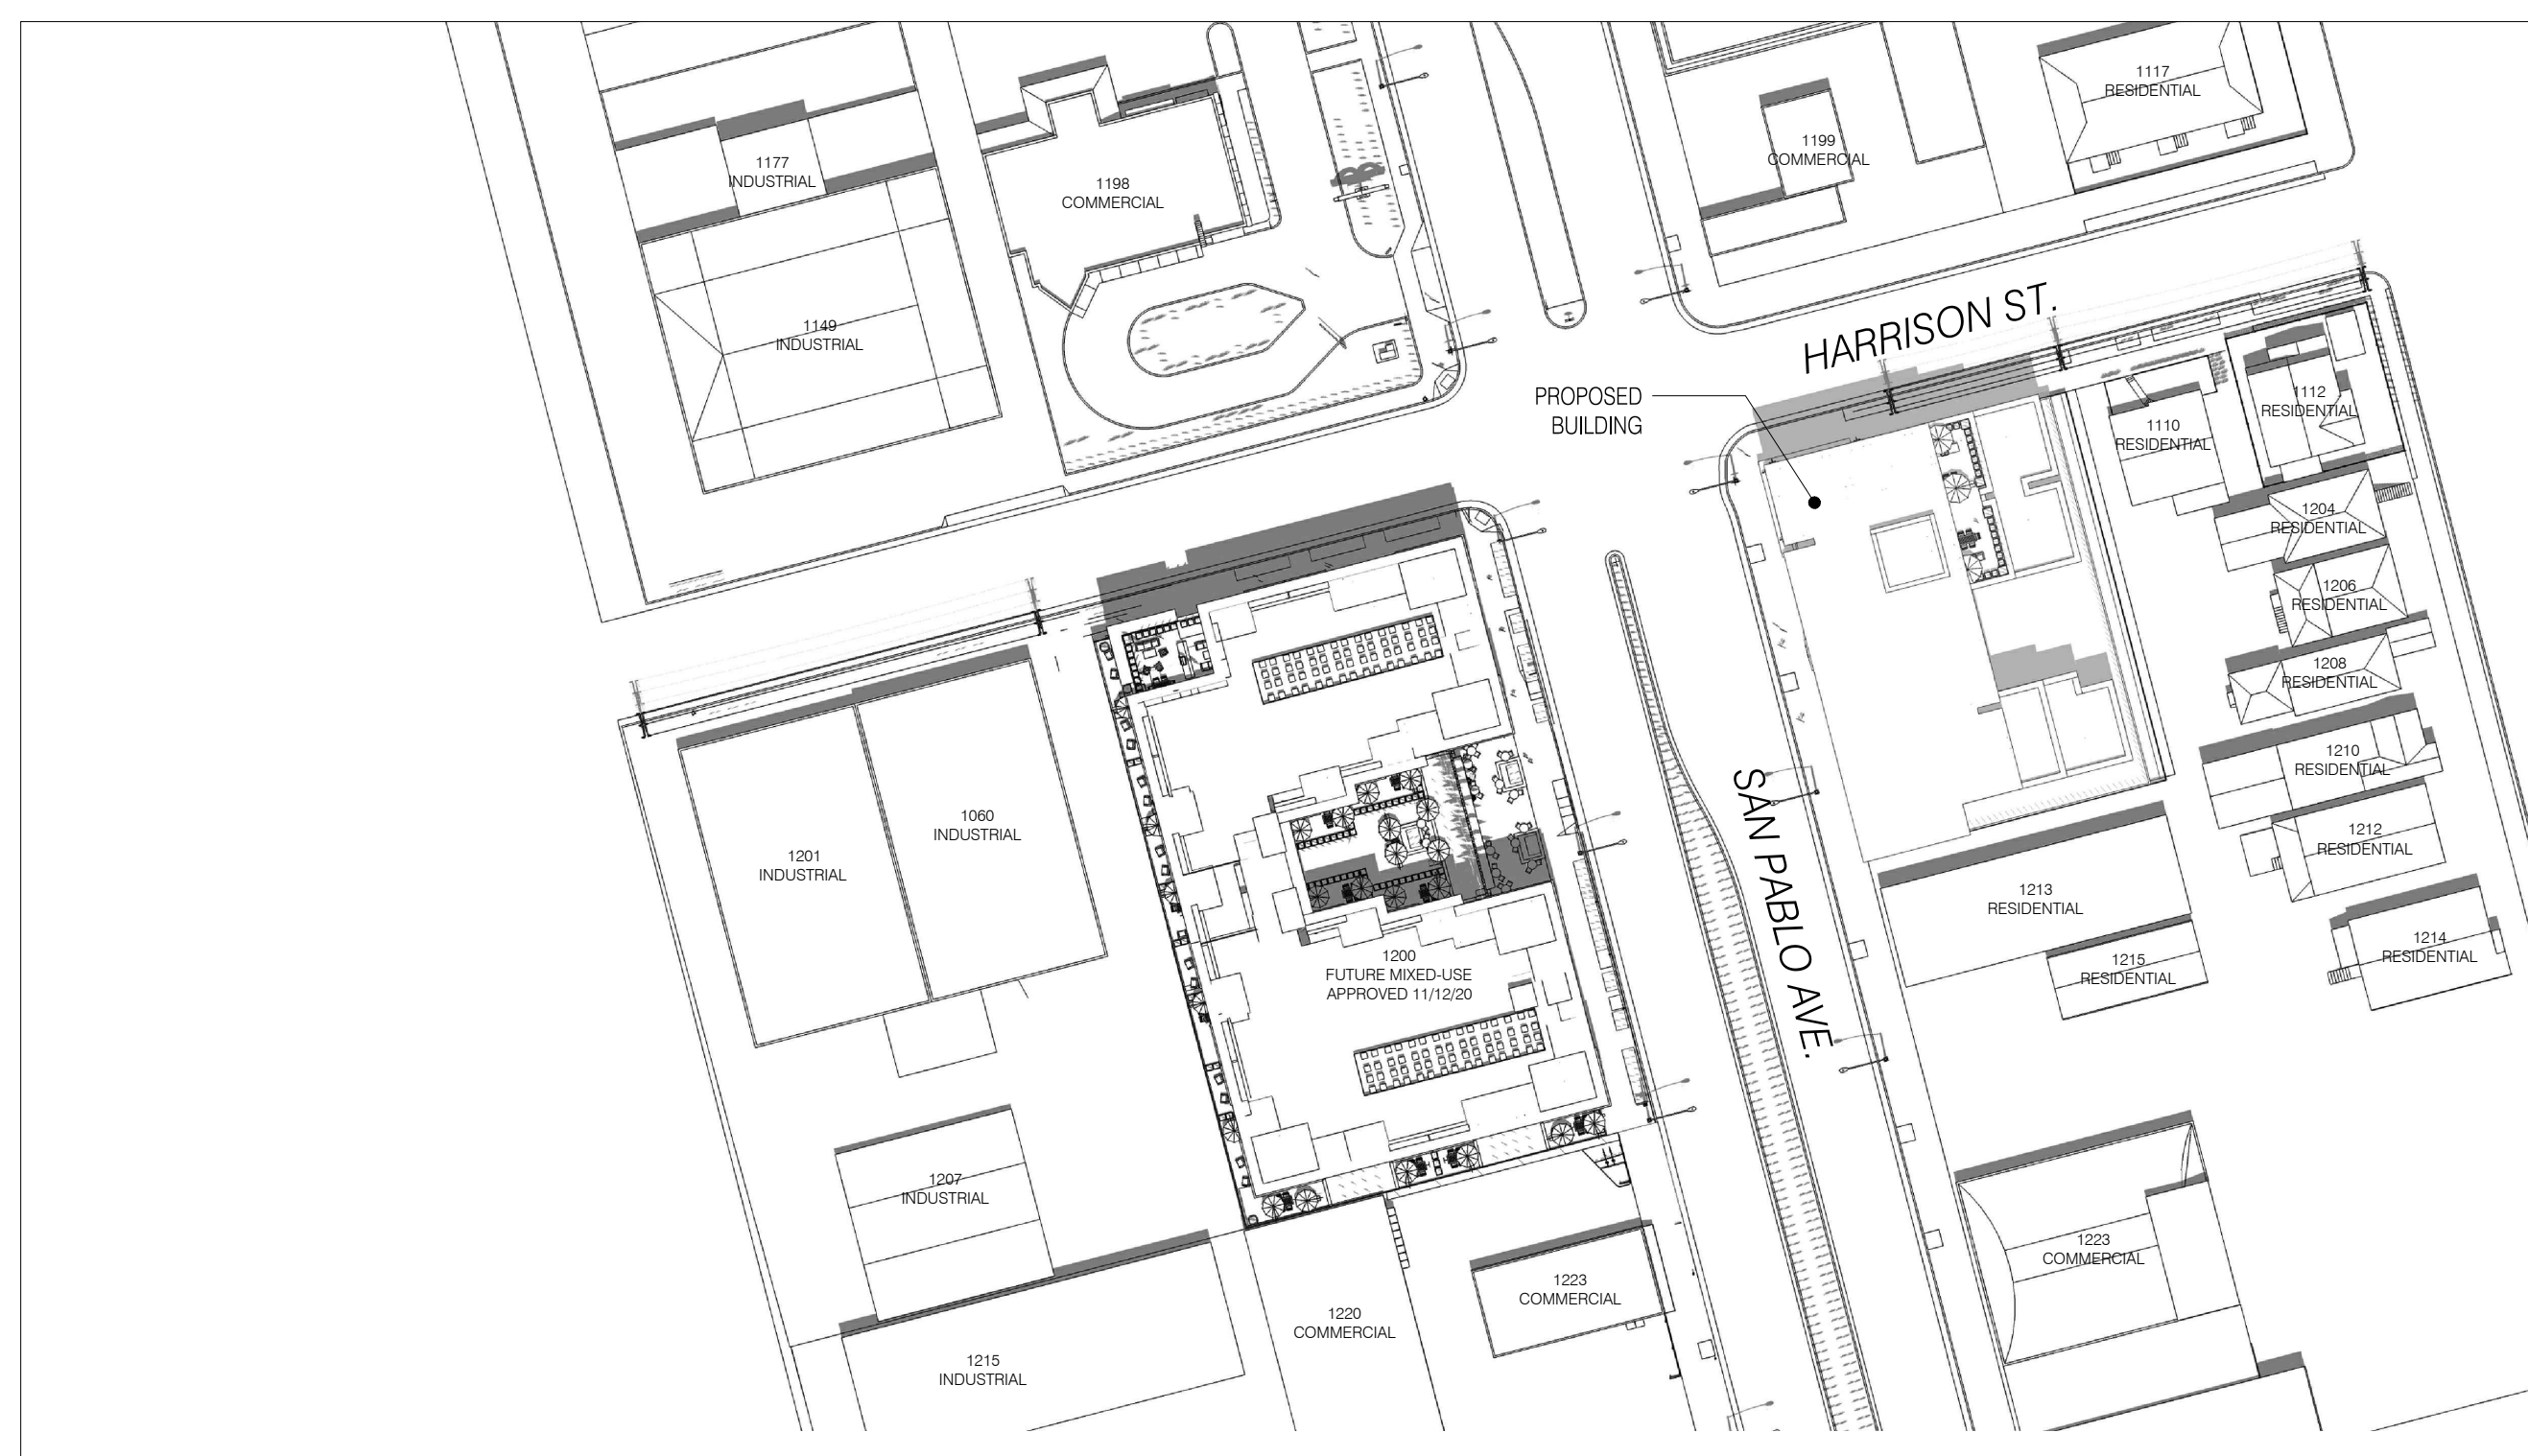 1117
RESIDENTIAL
1199
COMMERCIAL
1177
INDUSTRIAL
1198
COMMERCIAL
1149
INDUSTRIAL
HARRISON ST.
PROPOSED
BUILDING
1112
RESIDENTIAL
1110
RESIDENTIAL
1204
RESIDENTIAL
1206
RESIDENTIAL
1208
RESIDENTIAL
1210
RESIDENTIAL
SAN PABLO AVE.
1060
INDUSTRIAL
1201
INDUSTRIAL
1212
RESIDENTIAL
1213
RESIDENTIAL
1214
RESIDENTIAL
1200
FUTURE MIXED-USE
APPROVED 11/12/20
1215
RESIDENTIAL
1207
INDUSTRIAL
1223
COMMERCIAL
1223
COMMERCIAL
1220
COMMERCIAL
1215
INDUSTRIAL